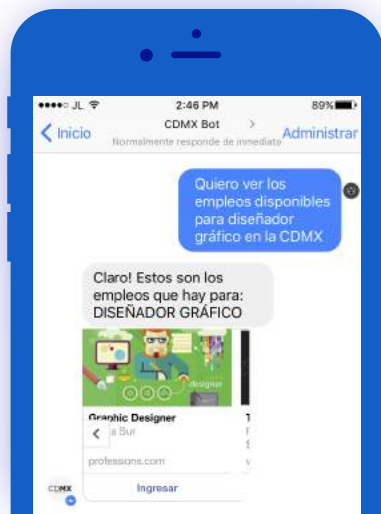 JL
2:46 PM
89%
Inicio
CDMX Bot
Normalmente responde de inmediato
Administrar
Quiero ver los
empleos disponibles
para diseñador
gráfico en la CDMX
Claro! Estos son los
empleos que hay para:
DISEÑADOR GRÁFICO
designer
Graphic Designer
a Sur
professions.com
Ingresar
CDMX